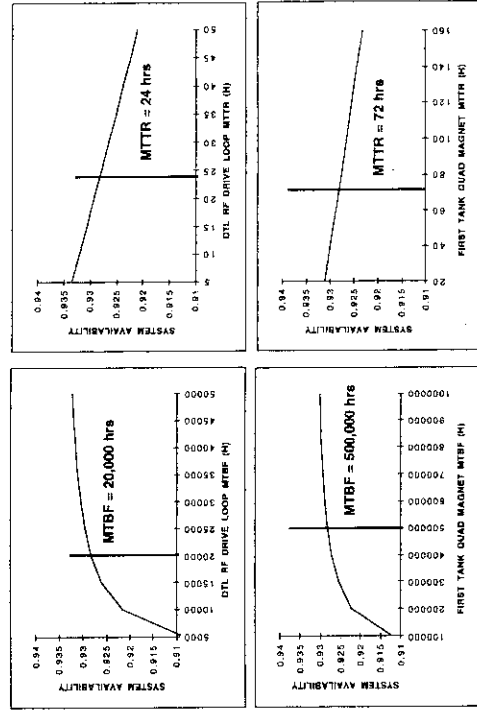 SYSTEM AVAILABILITY
0.94
0.935
0.93
0.925
0.92
0.915
0.91
MTBF = 20,000 hrs
5000 10000 15000 20000 25000 30000 35000 40000 45000 50000
DTL RF DRIVE LOOP MTBF (H)
SYSTEM AVAILABILITY
0.94
0.935
0.93
0.925
0.92
0.915
0.91
MTTR = 24 hrs
5 10 15 20 25 30 35 40 45 50
DTL RF DRIVE LOOP MTTR (H)
SYSTEM AVAILABILITY
0.94
0.935
0.93
0.925
0.92
0.915
0.91
MTBF = 500,000 hrs
100000 200000 300000 400000 500000 600000 700000 800000 900000 1000000
FIRST TANK QUAD MAGNET MTBF (H)
SYSTEM AVAILABILITY
0.94
0.935
0.93
0.925
0.92
0.915
0.91
MTTR = 72 hrs
20 40 60 80 100 120 140 160
FIRST TANK QUAD MAGNET MTTR (H)